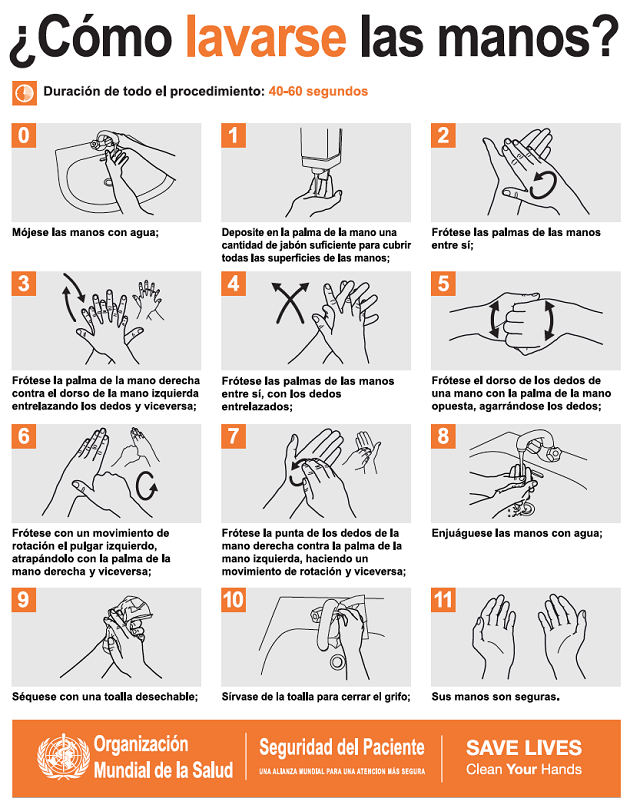 ¿Cómo lavarse las manos?
Duración de todo el procedimiento: 40-60 segundos
0
Mójese las manos con agua;
1
Deposite en la palma de la mano una
cantidad de jabón suficiente para cubrir
todas las superficies de las manos;
2
Frótese las palmas de las manos
entre sí;
3
Frótese la palma de la mano derecha
contra el dorso de la mano izquierda
entrelazando los dedos y viceversa;
4
Frótese las palmas de las manos
entre sí, con los dedos
entrelazados;
5
Frótese el dorso de los dedos de
una mano con la palma de la mano
opuesta, agarrándose los dedos;
6
Frótese con un movimiento de
rotación el pulgar izquierdo,
atrapándolo con la palma de la
mano derecha y viceversa;
7
Frótese la punta de los dedos de la
mano derecha contra la palma de la
mano izquierda, haciendo un
movimiento de rotación y viceversa;
8
Enjuáguese las manos con agua;
9
Séquese con una toalla desechable;
10
Sírvase de la toalla para cerrar el grifo;
11
Sus manos son seguras.
Organización
Mundial de la Salud
Seguridad del Paciente
UNA ALIANZA MUNDIAL PARA UNA ATENCION MÁS SEGURA
SAVE LIVES
Clean Your Hands